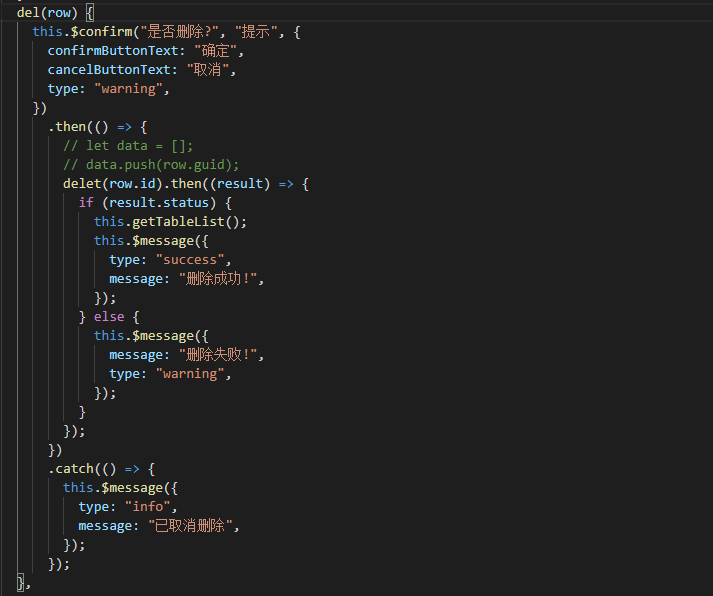 del(row) {
this.$confirm("是否删除?", "提示", {
confirmButtonText: "确定",
cancelButtonText: "取消",
type: "warning",
})
.then(() => {
// let data = [];
// data.push(row.guid);
delet(row.id).then((result) => {
if (result.status) {
this.getTableList();
this.$message({
type: "success",
message: "删除成功!",
});
} else {
this.$message({
message: "删除失败!",
type: "warning",
});
}
});
})
.catch(() => {
this.$message({
type: "info",
message: "已取消删除",
});
});
},